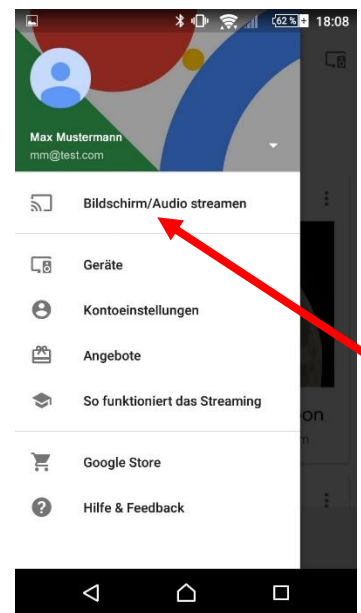 62 % 18:08
Max Mustermann
mm@test.com
Bildschirm/Audio streamen
Geräte
Kontoeinstellungen
Angebote
So funktioniert das Streaming
oon
m
Google Store
Hilfe & Feedback